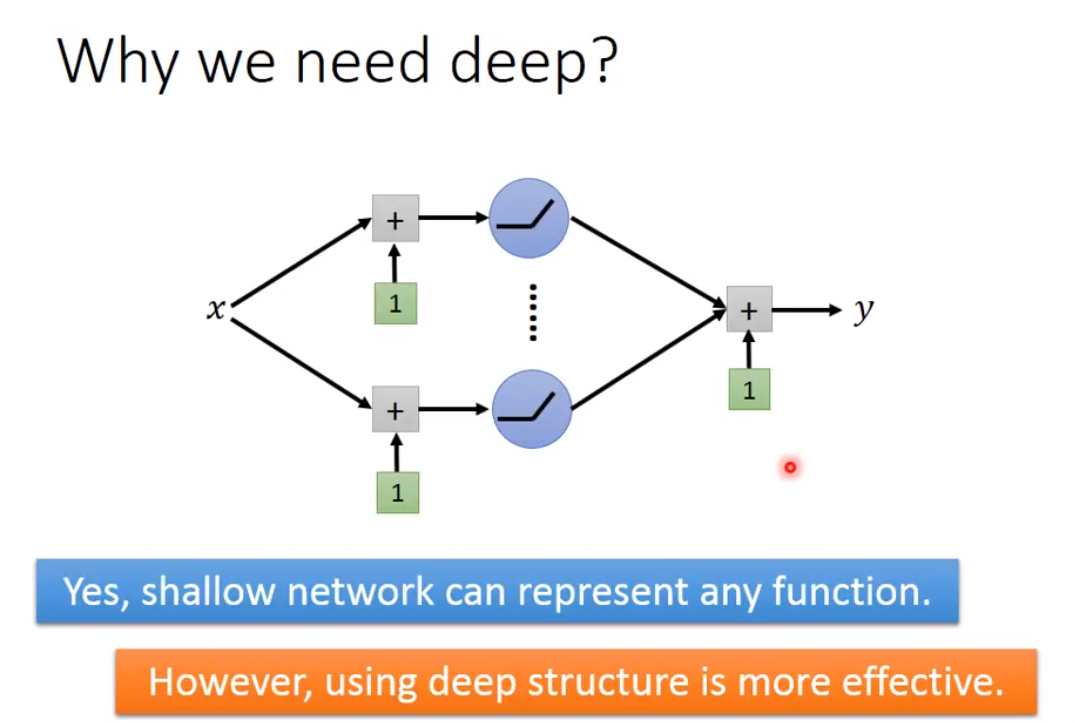 Why we need deep?
+
1
x
+
y
1
+
1
Yes, shallow network can represent any function.
However, using deep structure is more effective.